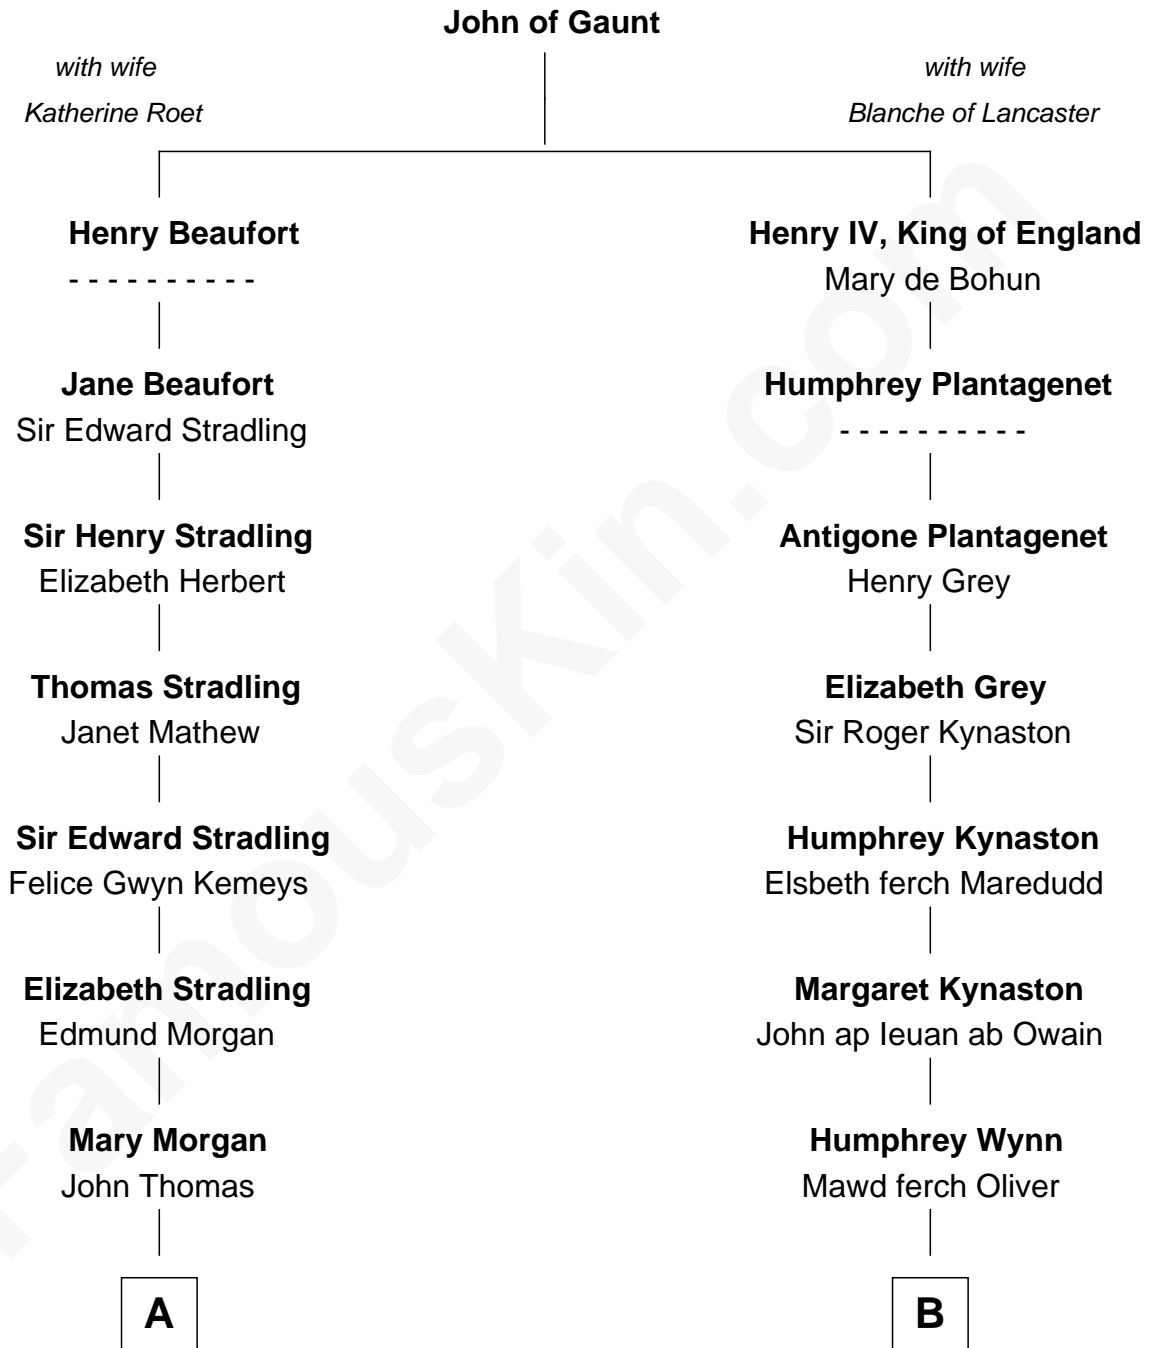 John of Gaunt
with wife
Katherine Roet
with wife
Blanche of Lancaster
Henry Beaufort
- - - - - - - - - -
Henry IV, King of England
Mary de Bohun
Jane Beaufort
Sir Edward Stradling
Humphrey Plantagenet
- - - - - - - - - -
Sir Henry Stradling
Elizabeth Herbert
Antigone Plantagenet
Henry Grey
Thomas Stradling
Janet Mathew
Elizabeth Grey
Sir Roger Kynaston
Sir Edward Stradling
Felice Gwyn Kemeys
Humphrey Kynaston
Elsbeth ferch Maredudd
Elizabeth Stradling
Edmund Morgan
Margaret Kynaston
John ap Ieuan ab Owain
Mary Morgan
John Thomas
Humphrey Wynn
Mawd ferch Oliver
A
B
FamousKin.com